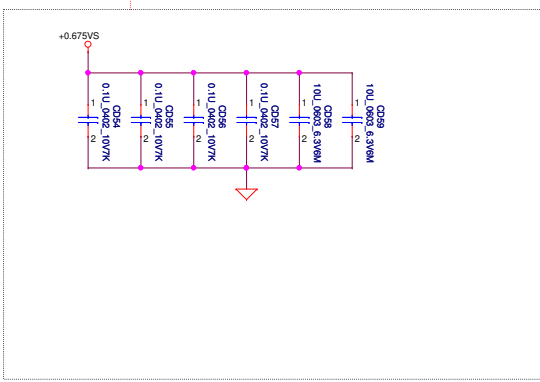 +0.675VS
1
2
CD54
0.1U_0402_10V7K
1
2
CD55
0.1U_0402_10V7K
1
2
CD56
0.1U_0402_10V7K
1
2
CD57
0.1U_0402_10V7K
1
2
CD58
10U_0603_6.3V6M
1
2
CD59
10U_0603_6.3V6M